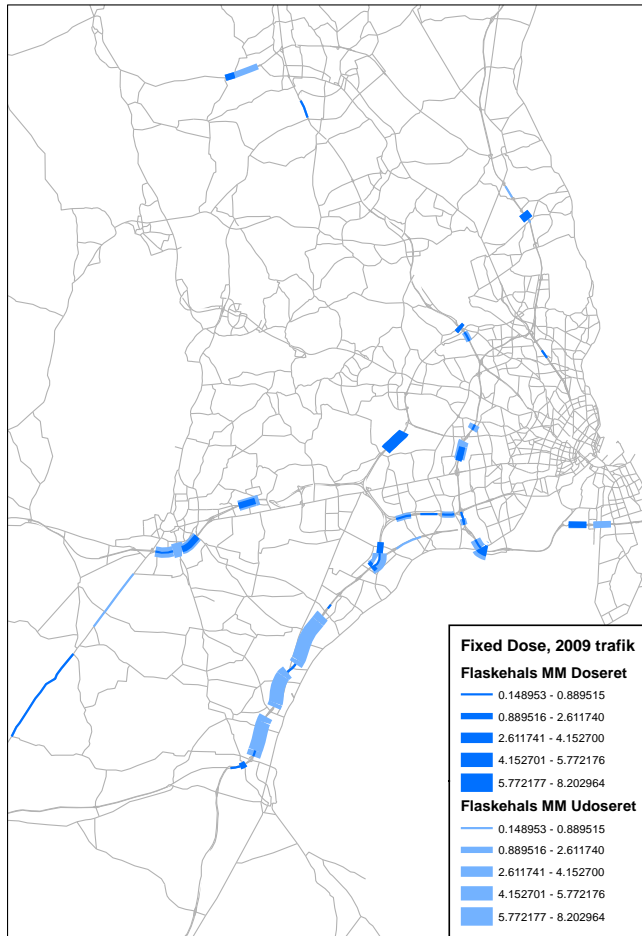 Fixed Dose, 2009 trafik
Flaskehals MM Doseret
0.148953 - 0.889515
0.889516 - 2.611740
2.611741 - 4.152700
4.152701 - 5.772176
5.772177 - 8.202964
Flaskehals MM Udoseret
0.148953 - 0.889515
0.889516 - 2.611740
2.611741 - 4.152700
4.152701 - 5.772176
5.772177 - 8.202964